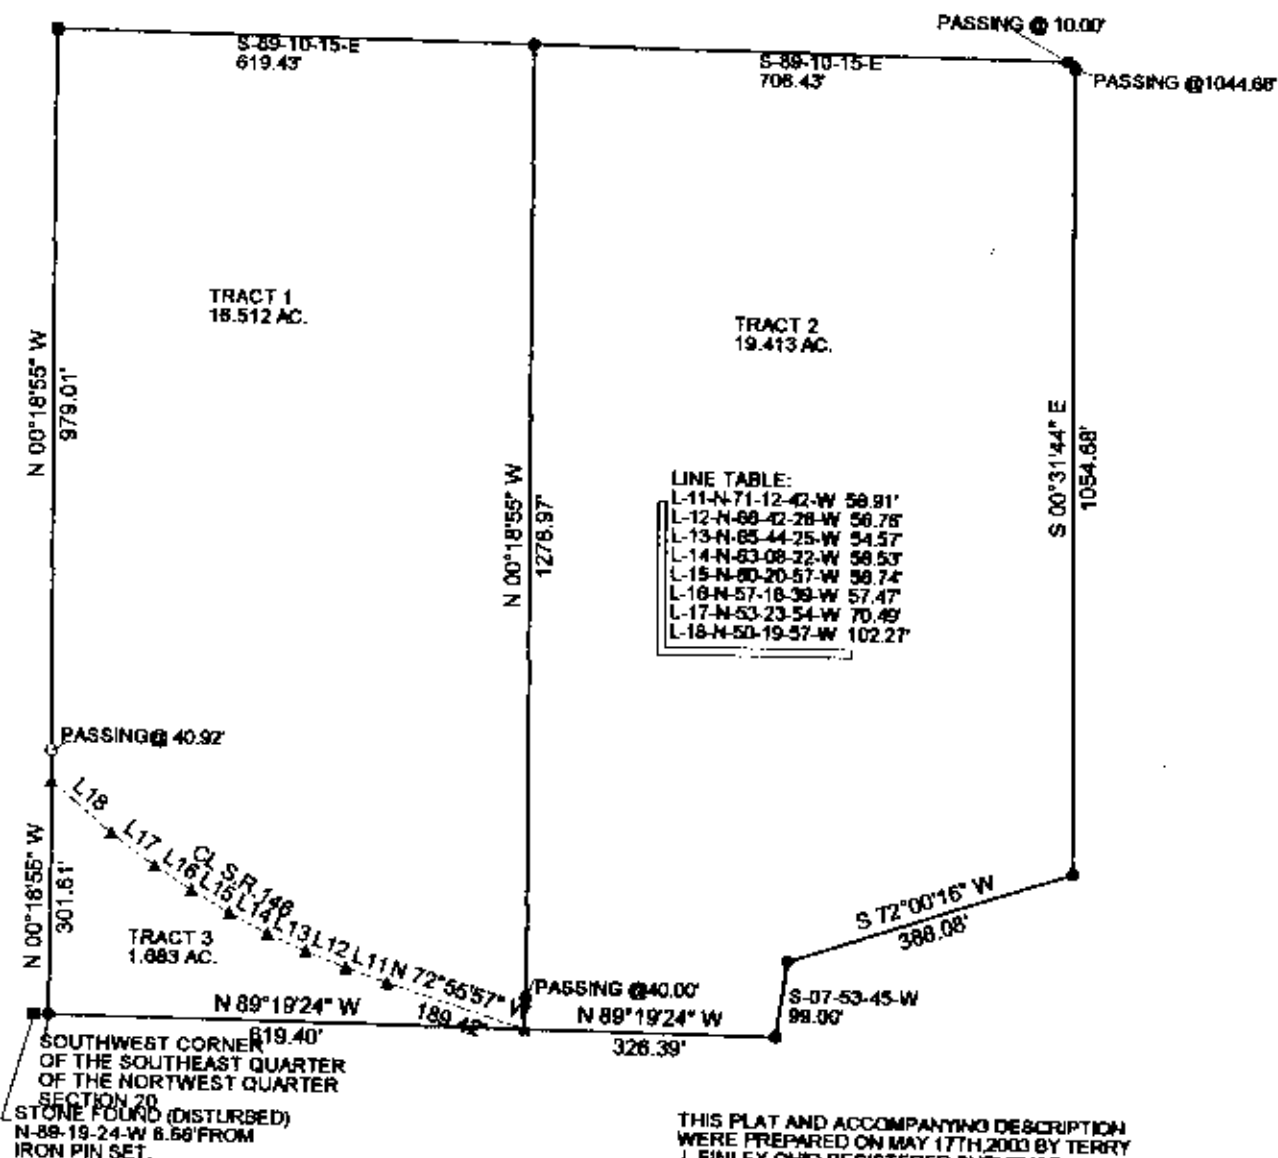 PASSING @ 10.00'
S-89-10-15-E
619.43'
S-89-10-15-E
706.43'
PASSING @1044.68'
TRACT 1
16.512 AC.
TRACT 2
19.413 AC.
N 00°18'55" W
979.01'
N 00°18'55" W
1278.97'
S 00°31'44" E
1054.68'
LINE TABLE:
L-11-N-71-12-42-W 56.91'
L-12-N-68-42-28-W 56.76'
L-13-N-65-44-25-W 54.57'
L-14-N-63-08-22-W 56.53'
L-15-N-60-20-57-W 56.74'
L-16-N-57-18-39-W 57.47'
L-17-N-53-23-54-W 70.49'
L-18-N-50-19-57-W 102.27'
PASSING@ 40.92'
L18
L17
L16
L15
L14
L13
L12
L11
CL S.R. 146
N 72°55'57" W
189.42'
N 00°18'55" W
301.61'
TRACT 3
1.683 AC.
S 72°00'16" W
388.08'
PASSING @40.00'
S-07-53-45-W
99.00'
N 89°19'24" W
619.40'
N 89°19'24" W
326.39'
SOUTHWEST CORNER
OF THE SOUTHEAST QUARTER
OF THE NORTWEST QUARTER
SECTION 20
STONE FOUND (DISTURBED)
N-89-19-24-W 6.56'FROM
IRON PIN SET.
THIS PLAT AND ACCOMPANYING DESCRIPTION
WERE PREPARED ON MAY 17TH,2003 BY TERRY
J. FINLEY OHIO REGISTERED